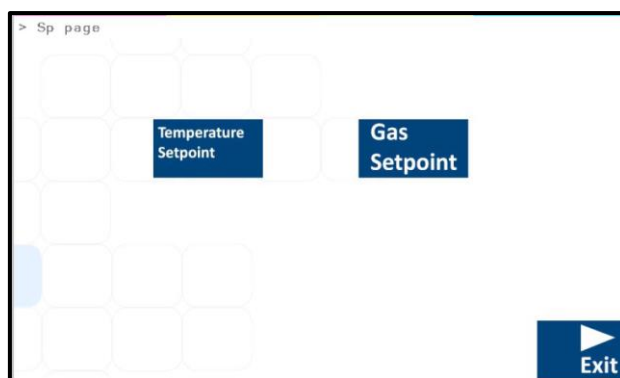 > Sp page
Temperature
Setpoint
Gas
Setpoint
Exit